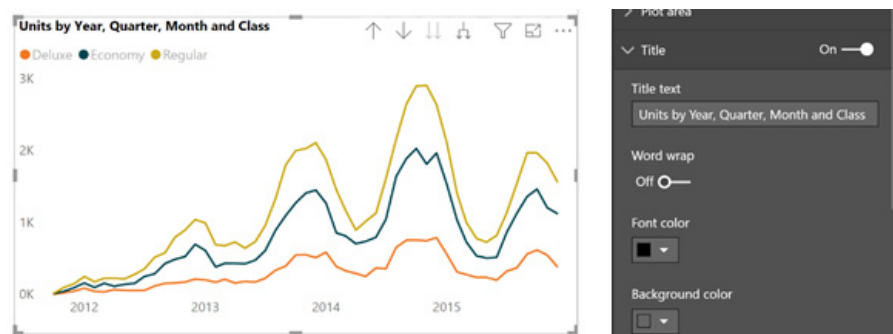 Units by Year, Quarter, Month and Class
Deluxe Economy Regular
3K
2K
1K
0K
2012 2013 2014 2015
Plot area
Title On
Title text
Units by Year, Quarter, Month and Class
Word wrap
Off
Font color
Background color